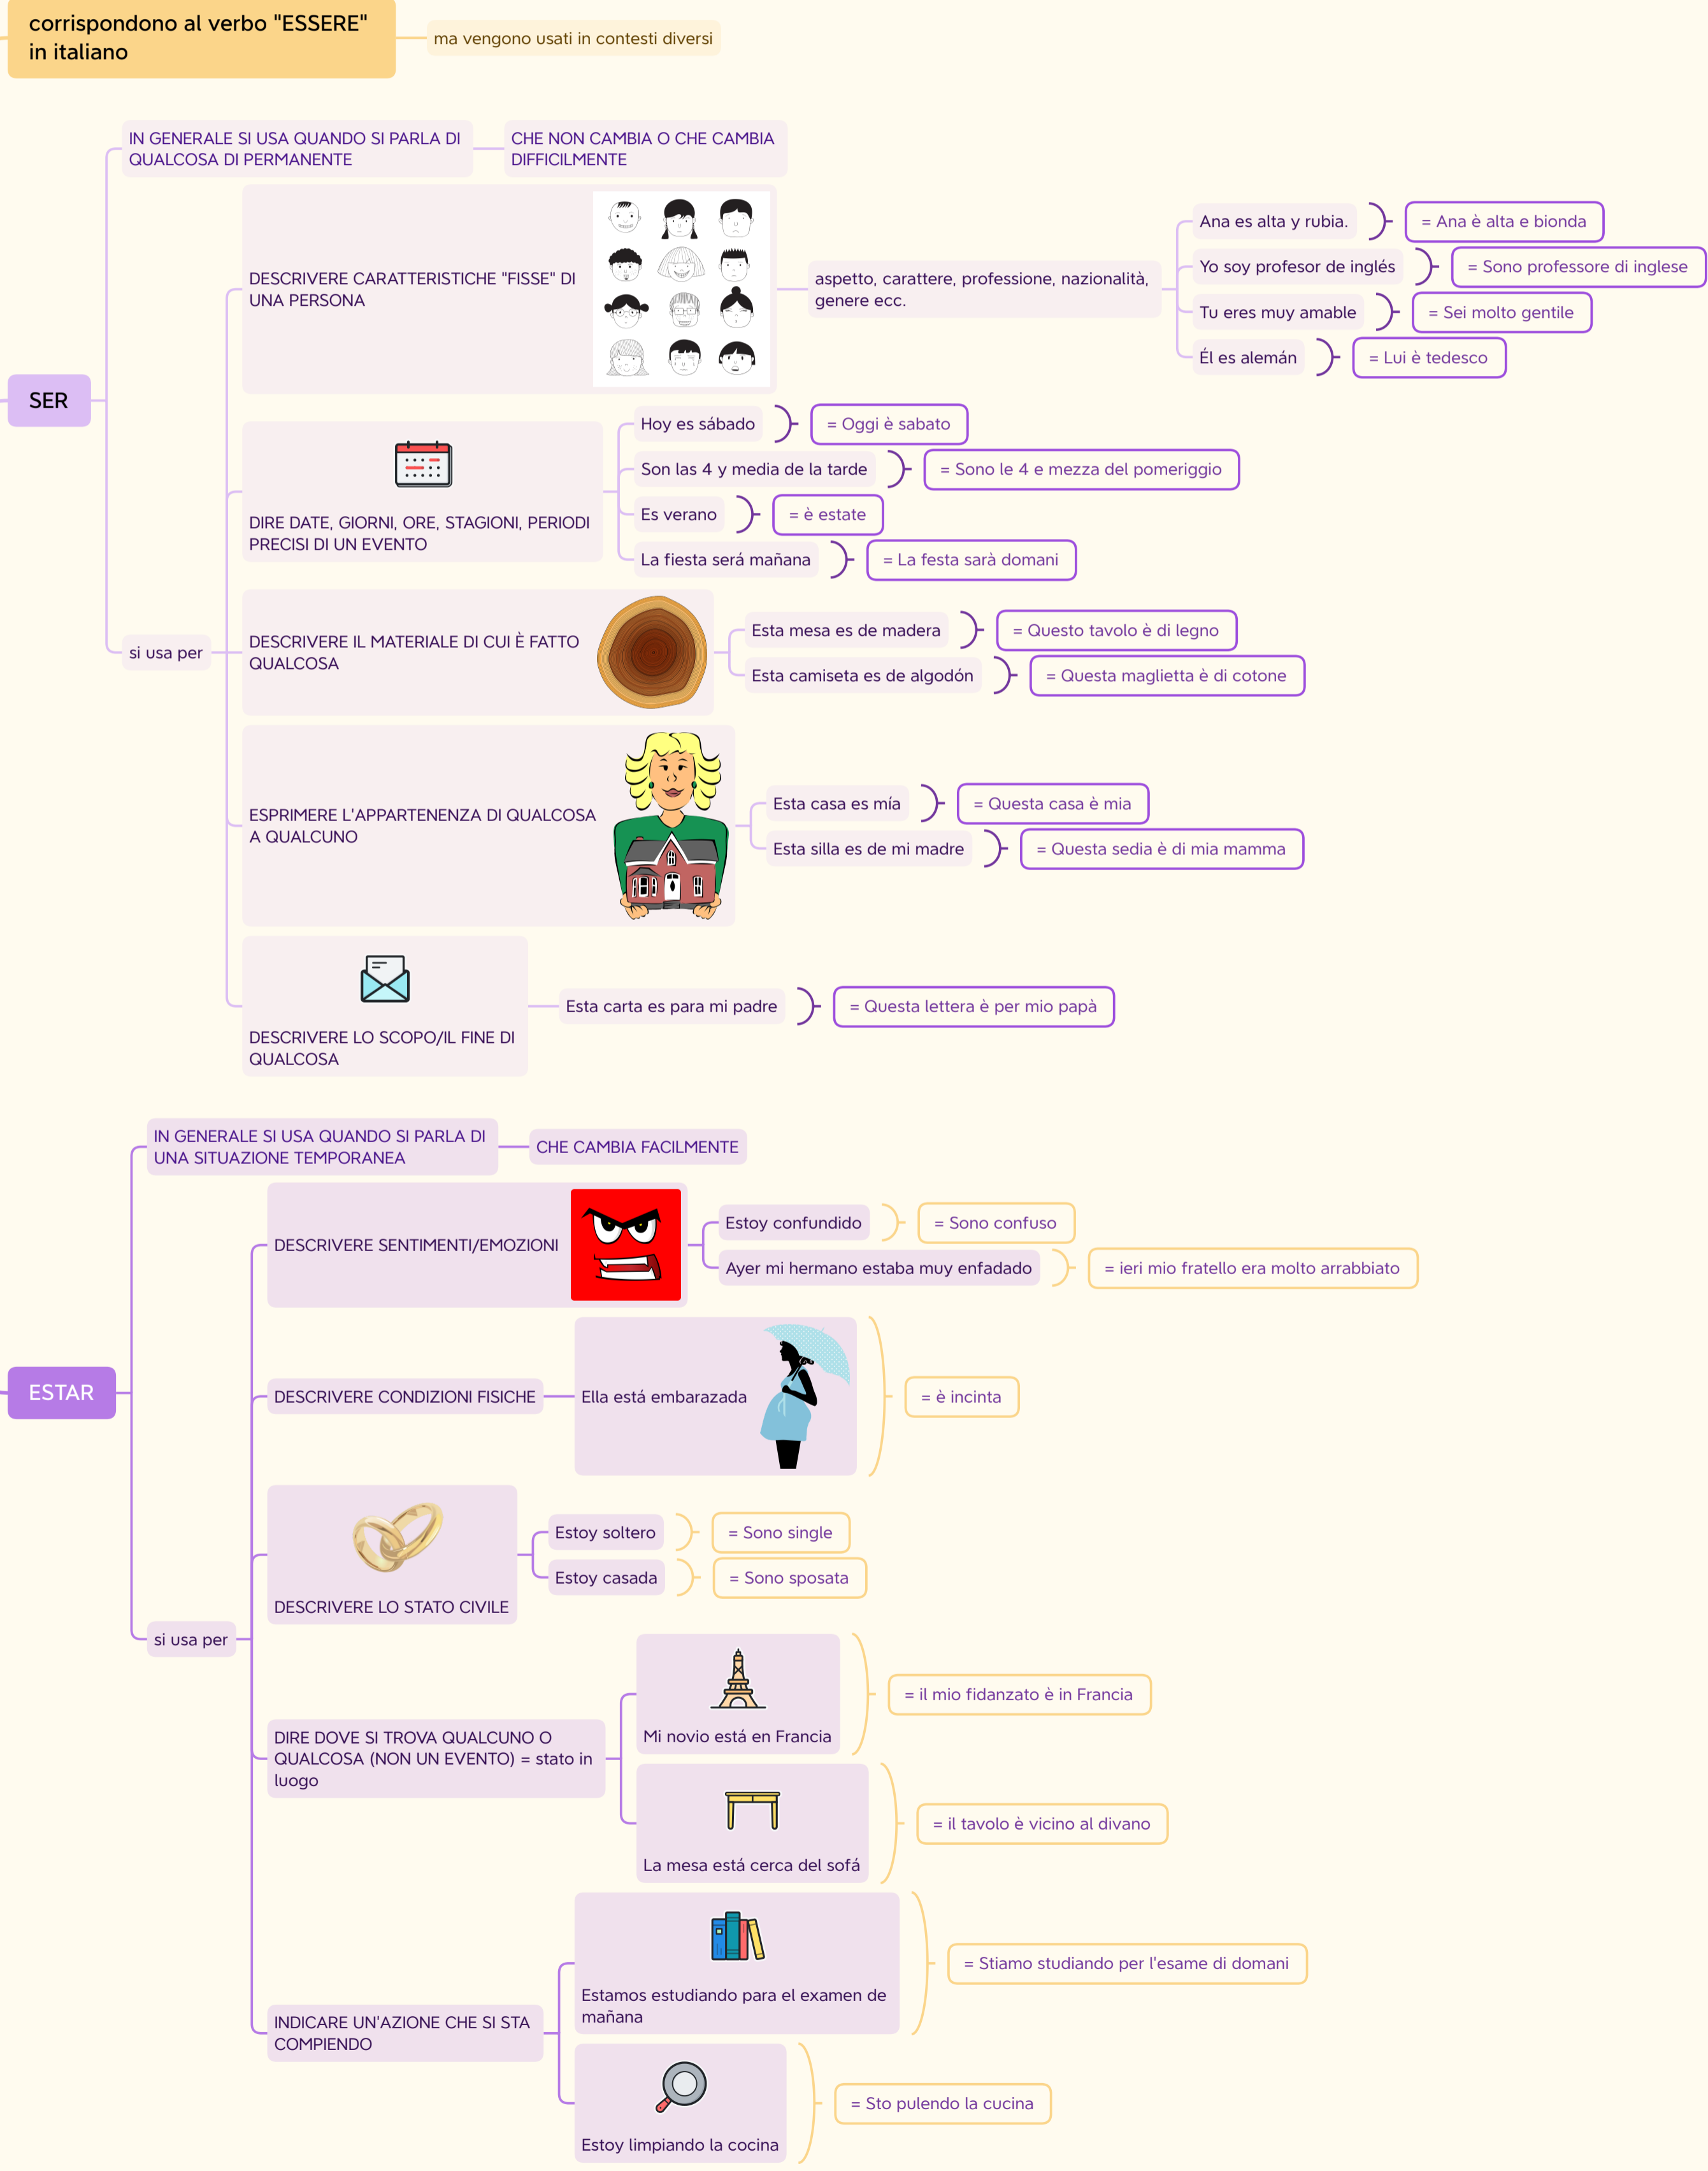 corrispondono al verbo "ESSERE"
in italiano
ma vengono usati in contesti diversi
SER
IN GENERALE SI USA QUANDO SI PARLA DI
QUALCOSA DI PERMANENTE
CHE NON CAMBIA O CHE CAMBIA
DIFFICILMENTE
si usa per
DESCRIVERE CARATTERISTICHE "FISSE" DI
UNA PERSONA
aspetto, carattere, professione, nazionalità,
genere ecc.
Ana es alta y rubia.
= Ana è alta e bionda
Yo soy profesor de inglés
= Sono professore di inglese
Tu eres muy amable
= Sei molto gentile
Él es alemán
= Lui è tedesco
DIRE DATE, GIORNI, ORE, STAGIONI, PERIODI
PRECISI DI UN EVENTO
Hoy es sábado
= Oggi è sabato
Son las 4 y media de la tarde
= Sono le 4 e mezza del pomeriggio
Es verano
= è estate
La fiesta será mañana
= La festa sarà domani
DESCRIVERE IL MATERIALE DI CUI È FATTO
QUALCOSA
Esta mesa es de madera
= Questo tavolo è di legno
Esta camiseta es de algodón
= Questa maglietta è di cotone
ESPRIMERE L'APPARTENENZA DI QUALCOSA
A QUALCUNO
Esta casa es mía
= Questa casa è mia
Esta silla es de mi madre
= Questa sedia è di mia mamma
DESCRIVERE LO SCOPO/IL FINE DI
QUALCOSA
Esta carta es para mi padre
= Questa lettera è per mio papà
ESTAR
IN GENERALE SI USA QUANDO SI PARLA DI
UNA SITUAZIONE TEMPORANEA
CHE CAMBIA FACILMENTE
si usa per
DESCRIVERE SENTIMENTI/EMOZIONI
Estoy confundido
= Sono confuso
Ayer mi hermano estaba muy enfadado
= ieri mio fratello era molto arrabbiato
DESCRIVERE CONDIZIONI FISICHE
Ella está embarazada
= è incinta
DESCRIVERE LO STATO CIVILE
Estoy soltero
= Sono single
Estoy casada
= Sono sposata
DIRE DOVE SI TROVA QUALCUNO O
QUALCOSA (NON UN EVENTO) = stato in
luogo
Mi novio está en Francia
= il mio fidanzato è in Francia
La mesa está cerca del sofá
= il tavolo è vicino al divano
INDICARE UN'AZIONE CHE SI STA
COMPIENDO
Estamos estudiando para el examen de
mañana
= Stiamo studiando per l'esame di domani
Estoy limpiando la cocina
= Sto pulendo la cucina